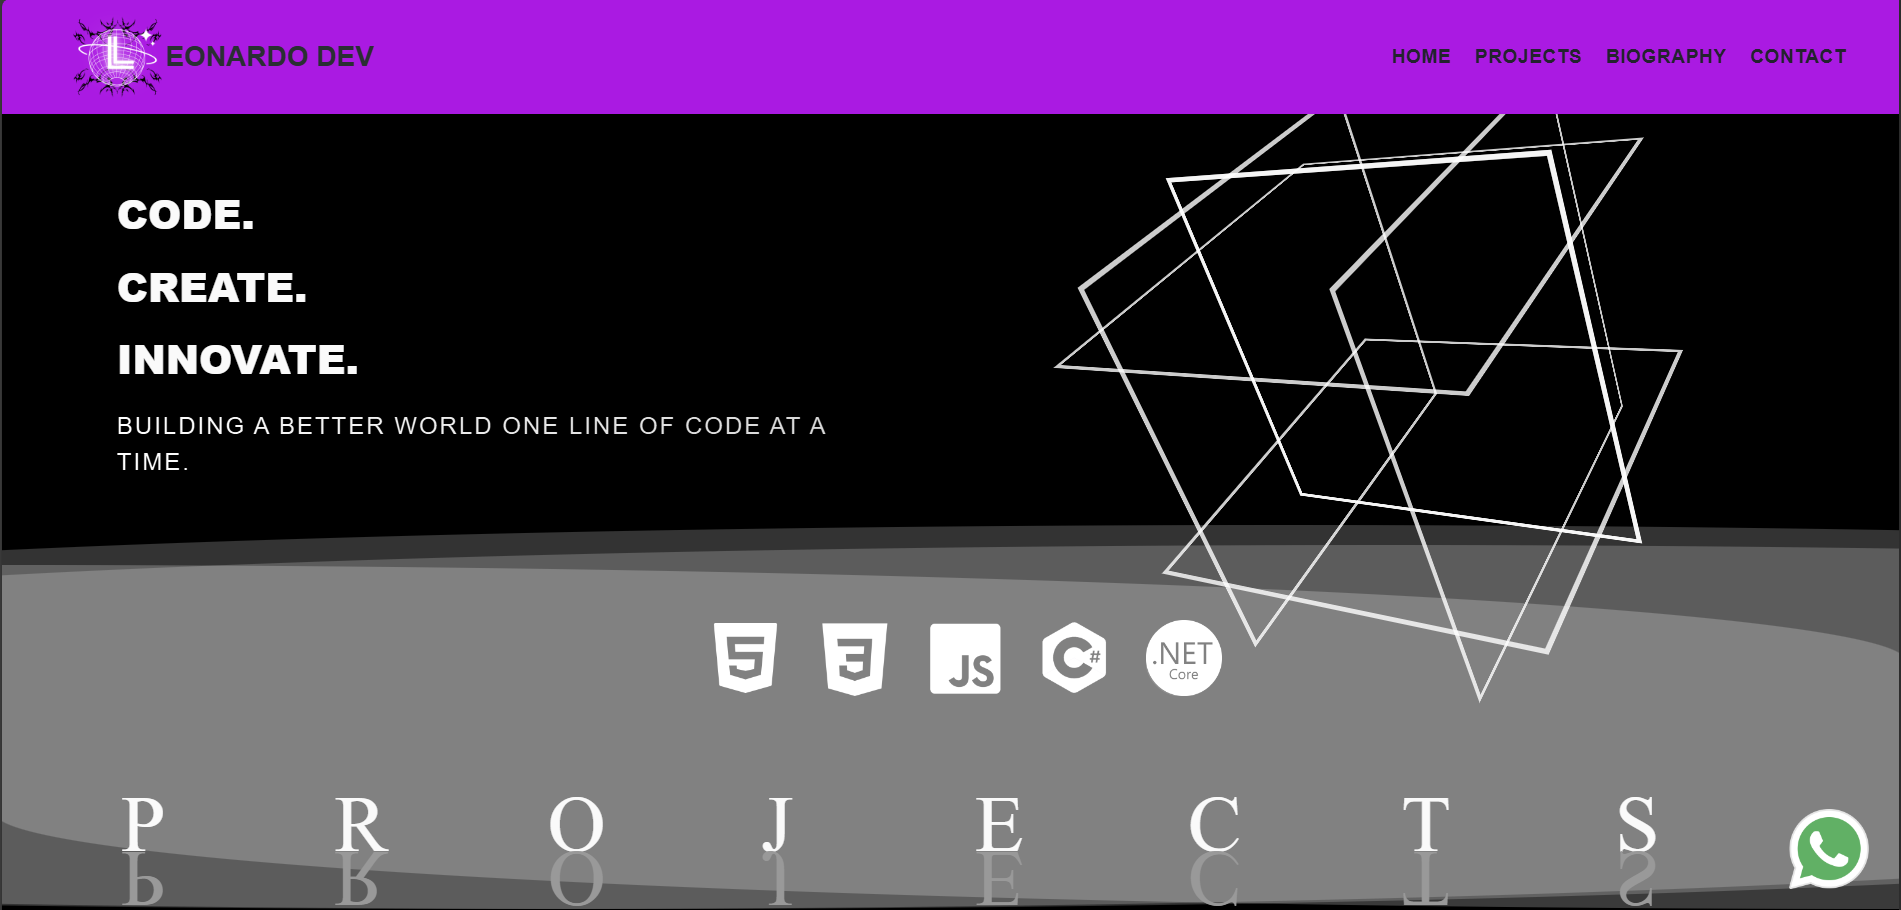 L EONARDO DEV
HOME PROJECTS BIOGRAPHY CONTACT
CODE.
CREATE.
INNOVATE.
BUILDING A BETTER WORLD ONE LINE OF CODE AT A
TIME.
5 3 JS C# .NET
Core
P R O J E C T S